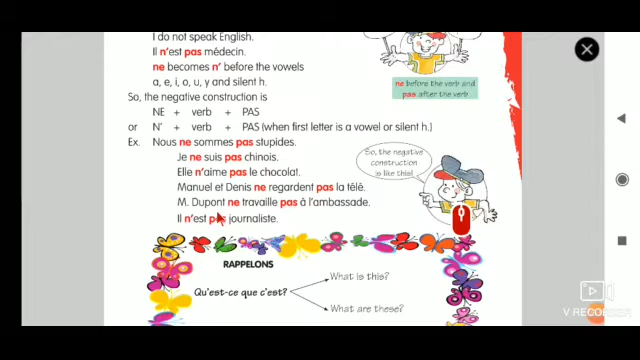 I do not speak English.
Il n'est pas médecin.
ne becomes n' before the vowels
a, e, i, o, u, y and silent h.
ne before the verb and
pas after the verb
So, the negative construction is
NE + verb + PAS
or N' + verb + PAS (when first letter is a vowel or silent h.)
Ex. Nous ne sommes pas stupides.
Je ne suis pas chinois.
Elle n'aime pas le chocolat.
Manuel et Denis ne regardent pas la télé.
M. Dupont ne travaille pas à l'ambassade.
Il n'est pas journaliste.
So, the negative
construction
is like this!
RAPPELONS
Qu'est-ce que c'est?
What is this?
What are these?
V RECORDER